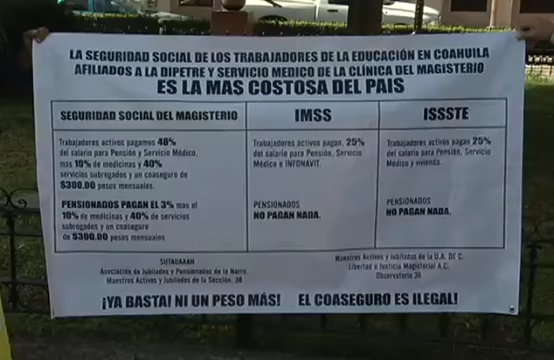 LA SEGURIDAD SOCIAL DE LOS TRABAJADORES DE LA EDUCACIÓN EN COAHUILA
AFILIADOS A LA DIPETRE Y SERVICIO MEDICO DE LA CLÍNICA DEL MAGISTERIO
ES LA MAS COSTOSA DEL PAIS
SEGURIDAD SOCIAL DEL MAGISTERIO
Trabajadores activos pagamos 48%
del salario para Pensión y Servicio Médico,
mas 10% de medicinas y 40%
servicios subrogados y un coaseguro de
$300.00 pesos mensuales.
PENSIONADOS PAGAN EL 3% mas el
10% de medicinas y 40% de servicios
subrogados y un coaseguro
de $300.00 pesos mensuales
IMSS
Trabajadores activos pagan, 25%
del salario para Pensión, Servicio
Médico e INFONAVIT.
PENSIONADOS
NO PAGAN NADA.
ISSSTE
Trabajadores activos pagan 25%
del salario para Pensión, Servicio
Médico y vivienda.
PENSIONADOS
NO PAGAN NADA.
SUTAUAAAN
Asociación de Jubilados y Pensionados de la Narro
Maestros Activos y Jubilados de la Sección 38
Maestros Activos y Jubilados de la U.A. DE C.
Libertad y Justicia Magisterial A.C.
Observatorio 38
¡YA BASTA! NI UN PESO MÁS! EL COASEGURO ES ILEGAL!